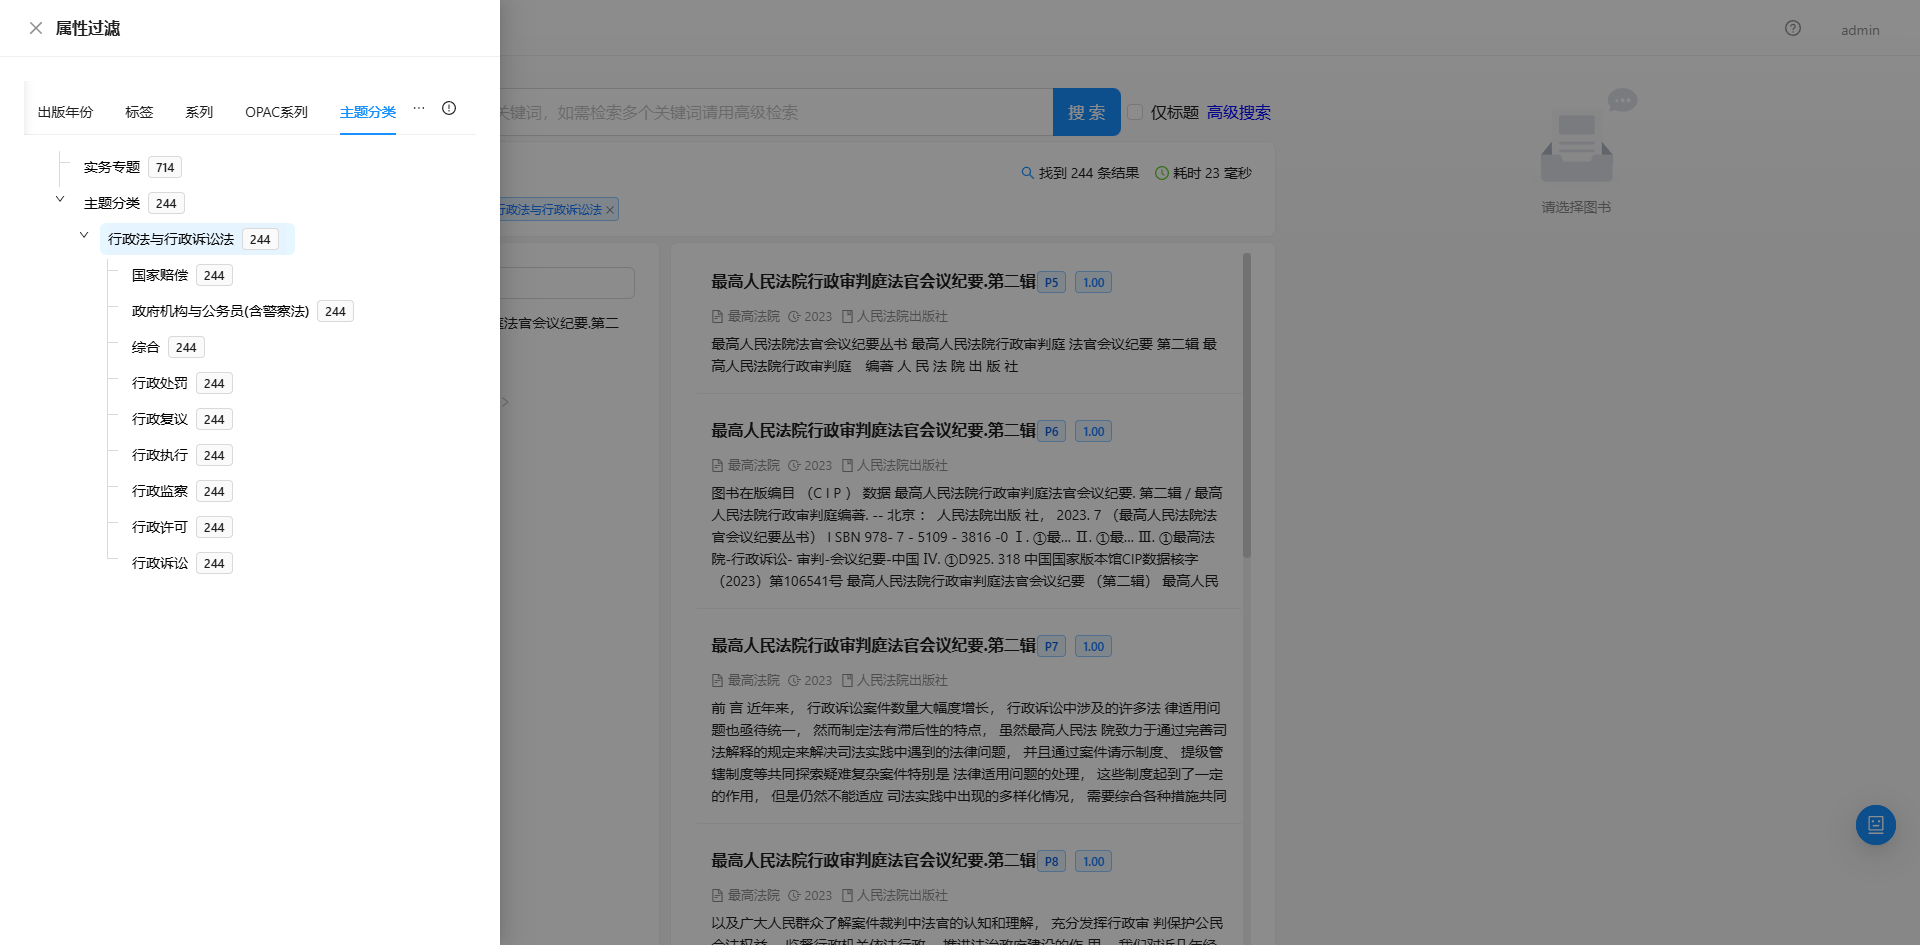 属性过滤
出版年份 标签 系列 OPAC系列 主题分类 ...
实务专题 714
主题分类 244
行政法与行政诉讼法 244
国家赔偿 244
政府机构与公务员(含警察法) 244
综合 244
行政处罚 244
行政复议 244
行政执行 244
行政监察 244
行政许可 244
行政诉讼 244
admin
关键词，如需检索多个关键词请用高级检索
搜 索
仅标题 高级搜索
找到 244 条结果 耗时 23 毫秒
行政法与行政诉讼法
法官会议纪要.第二
最高人民法院行政审判庭法官会议纪要.第二辑 P5 1.00
最高法院 2023 人民法院出版社
最高人民法院法官会议纪要丛书 最高人民法院行政审判庭 法官会议纪要 第二辑 最
高人民法院行政审判庭 编著 人 民 法 院 出 版 社
最高人民法院行政审判庭法官会议纪要.第二辑 P6 1.00
最高法院 2023 人民法院出版社
图书在版编目 （C I P ） 数据 最高人民法院行政审判庭法官会议纪要. 第二辑 / 最高
人民法院行政审判庭编著. -- 北京 ： 人民法院出版 社， 2023. 7 （最高人民法院法
官会议纪要丛书） I SBN 978- 7 - 5109 - 3816 -0 Ⅰ. ①最... Ⅱ. ①最... Ⅲ. ①最高法
院-行政诉讼- 审判-会议纪要-中国 Ⅳ. ①D925. 318 中国国家版本馆CIP数据核字
（2023）第106541号 最高人民法院行政审判庭法官会议纪要 （第二辑） 最高人民
最高人民法院行政审判庭法官会议纪要.第二辑 P7 1.00
最高法院 2023 人民法院出版社
前 言 近年来， 行政诉讼案件数量大幅度增长， 行政诉讼中涉及的许多法 律适用问
题也亟待统一， 然而制定法有滞后性的特点， 虽然最高人民法 院致力于通过完善司
法解释的规定来解决司法实践中遇到的法律问题， 并且通过案件请示制度、 提级管
辖制度等共同探索疑难复杂案件特别是 法律适用问题的处理， 这些制度起到了一定
的作用， 但是仍然不能适应 司法实践中出现的多样化情况， 需要综合各种措施共同
最高人民法院行政审判庭法官会议纪要.第二辑 P8 1.00
最高法院 2023 人民法院出版社
以及广大人民群众了解案件裁判中法官的认知和理解， 充分发挥行政审 判保护公民
请选择图书